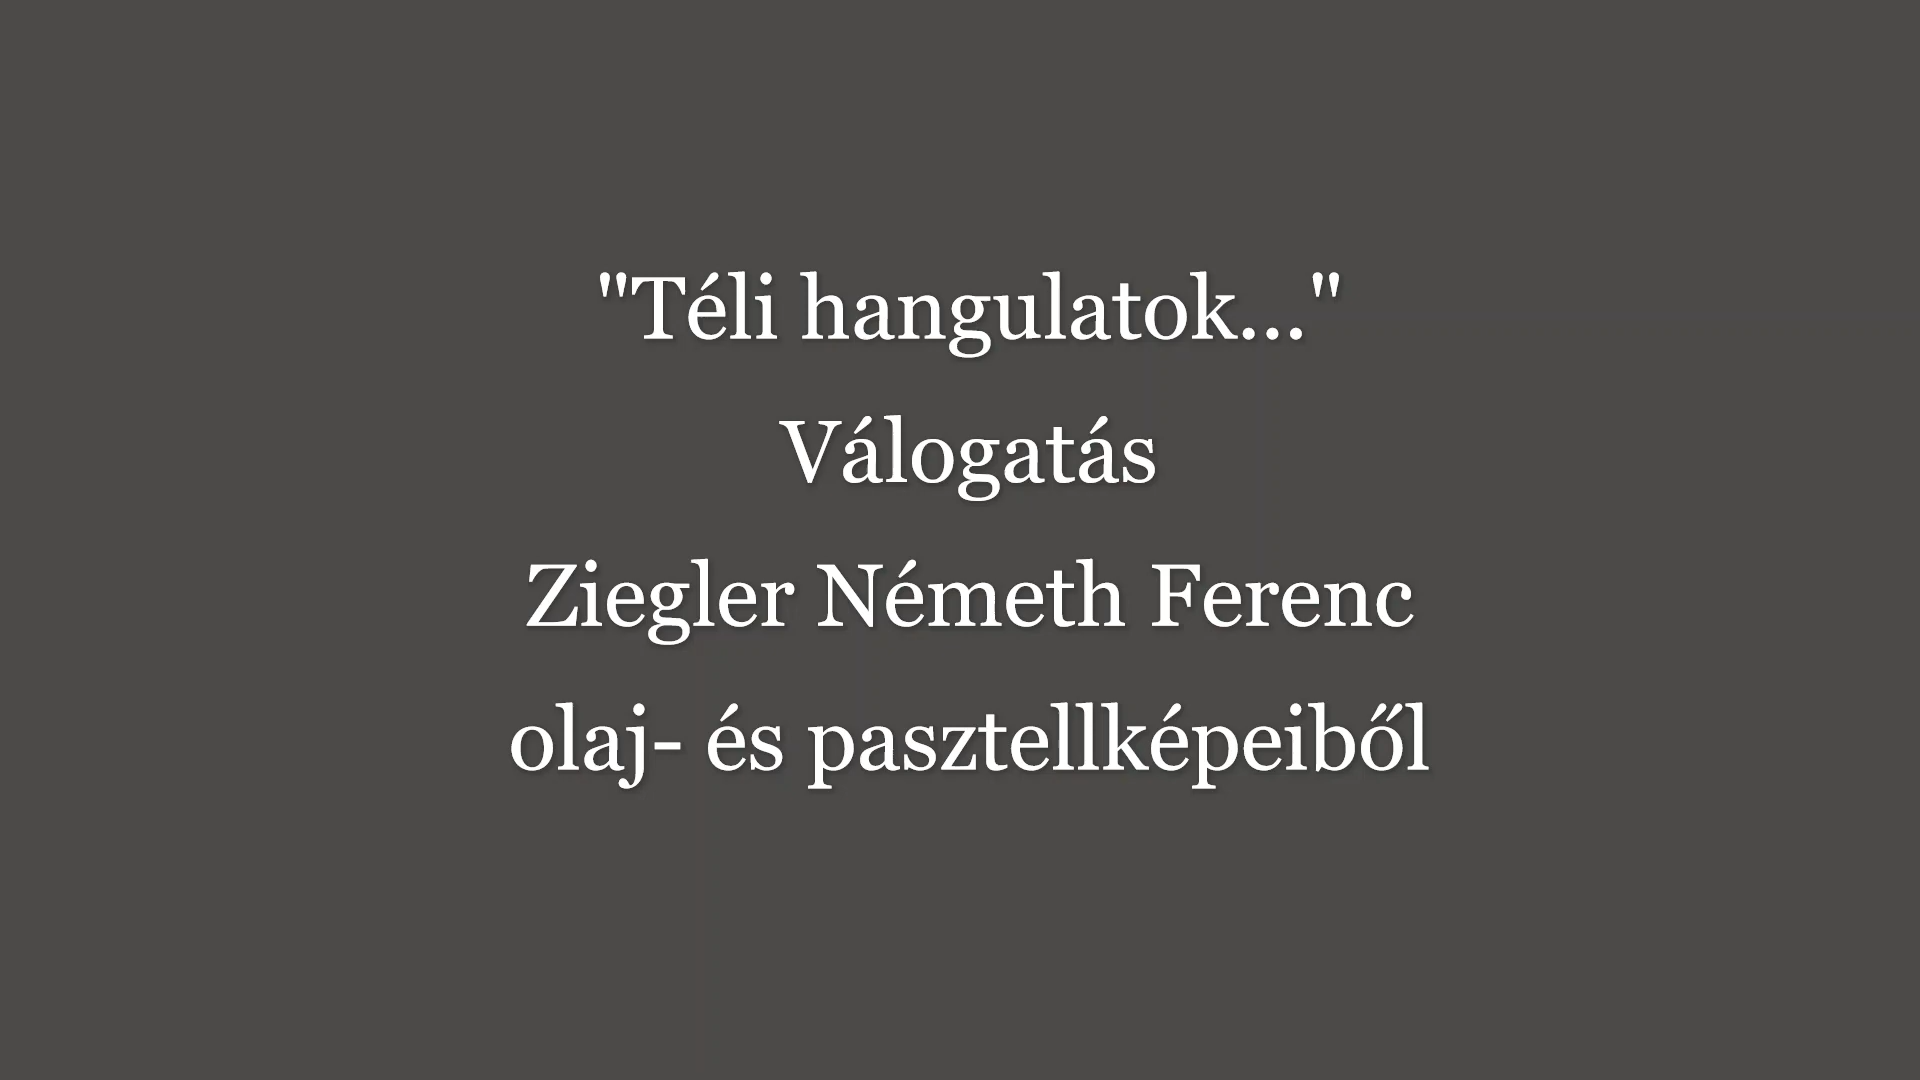 "Téli hangulatok..."
Válogatás
Ziegler Németh Ferenc
olaj- és pasztellképeiből